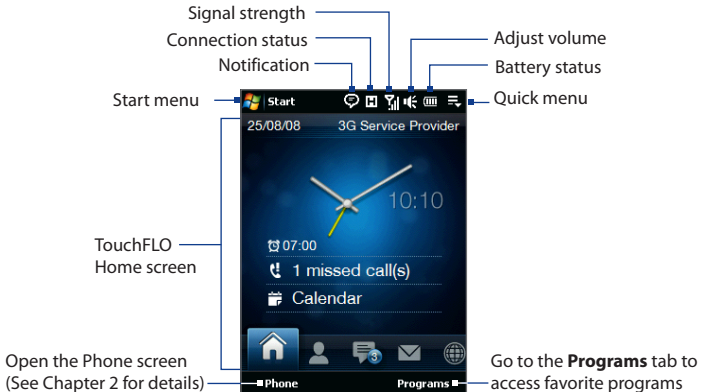 Signal strength
Connection status
Notification
Adjust volume
Battery status
Quick menu
Start menu
Start
25/08/08 3G Service Provider
10:10
07:00
1 missed call(s)
Calendar
TouchFLO
Home screen
3
Open the Phone screen
(See Chapter 2 for details)
Phone Programs
Go to the Programs tab to
access favorite programs